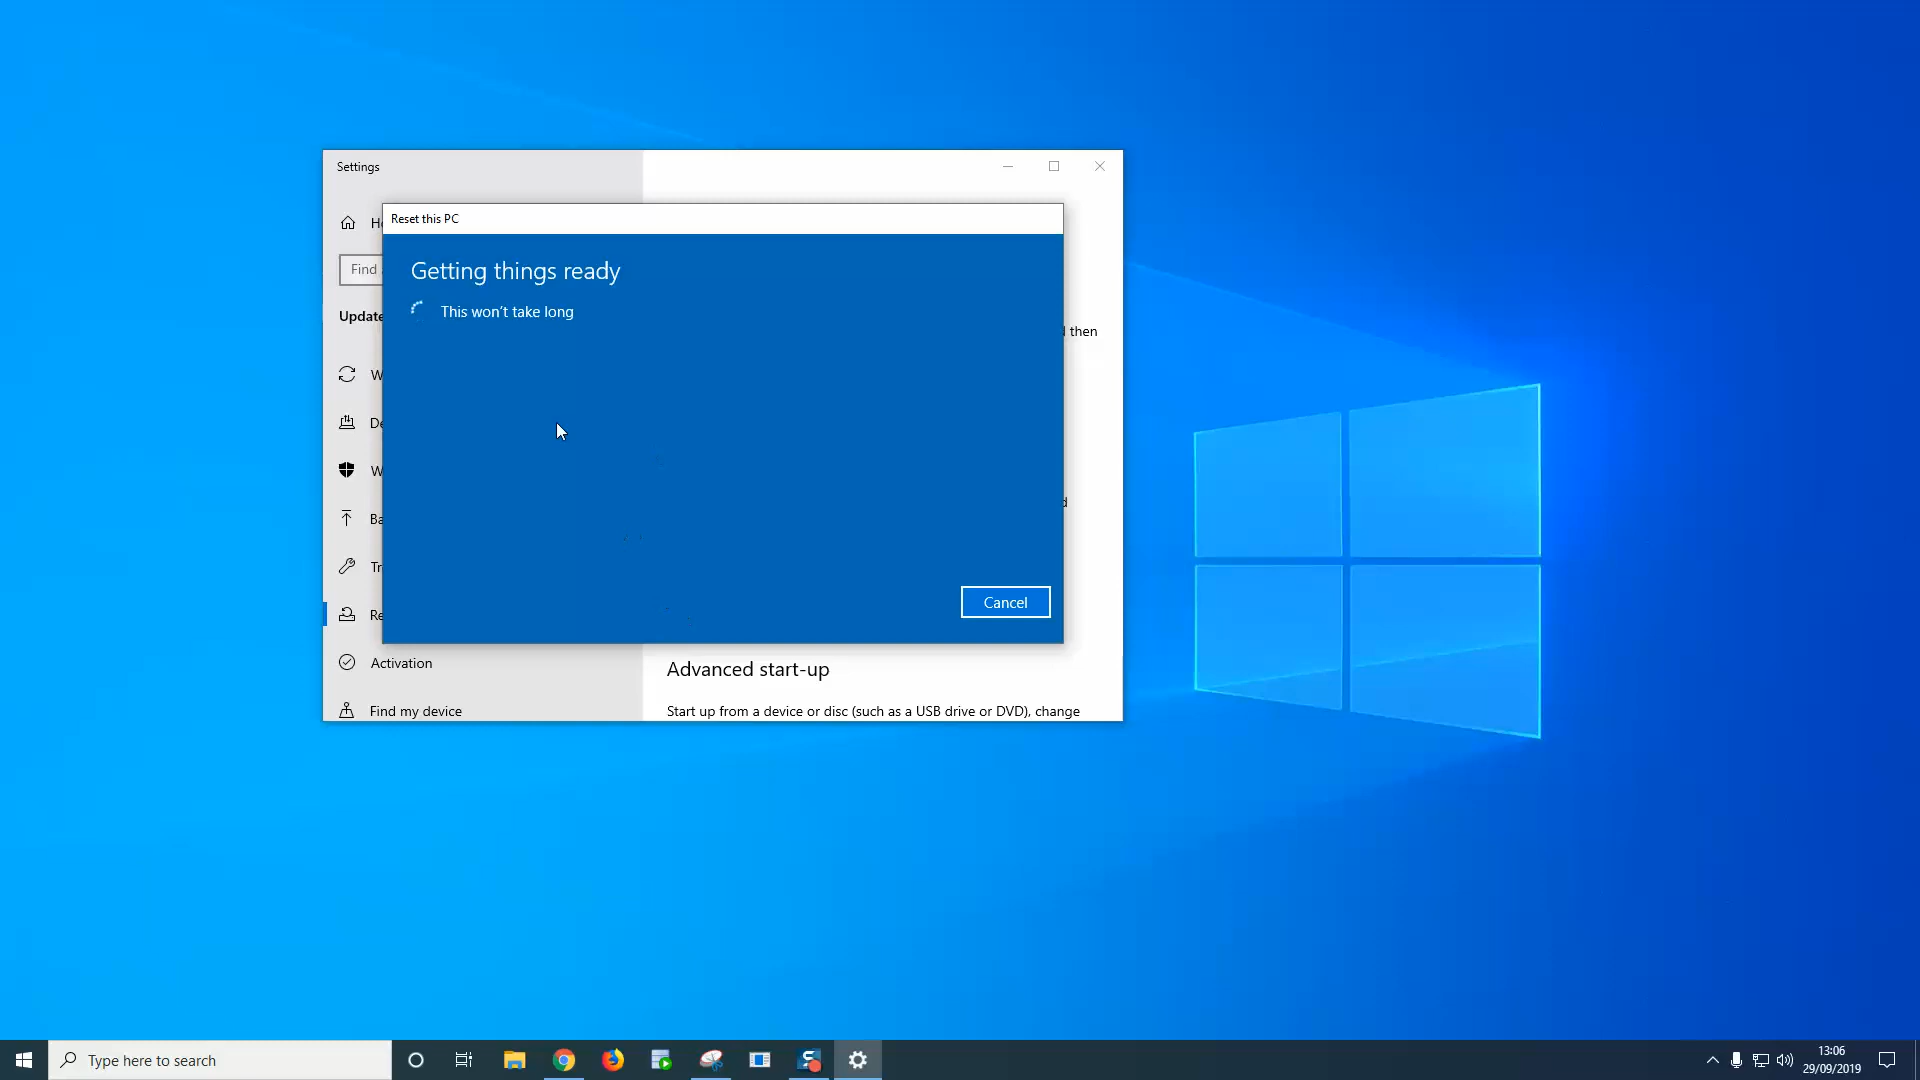 Settings
Reset this PC
Getting things ready
This won't take long
Cancel
Find
Update
then
Activation
Find my device
Advanced start-up
Start up from a device or disc (such as a USB drive or DVD), change
Type here to search
13:06
29/09/2019